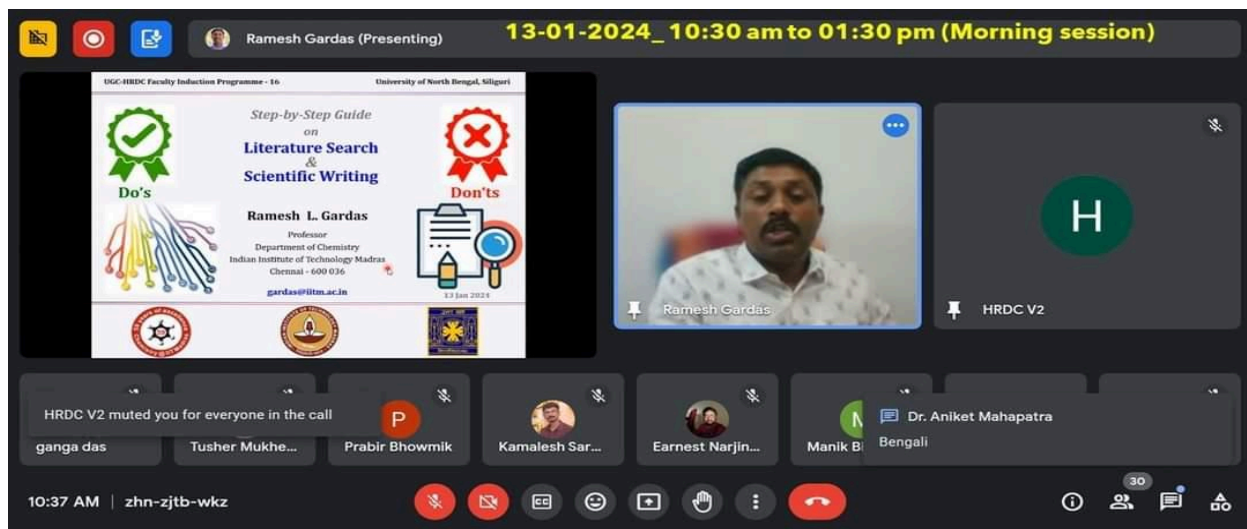 Ramesh Gardas (Presenting)
13-01-2024_ 10:30 am to 01:30 pm (Morning session)
UGC-HRDC Faculty Induction Programme - 16
University of North Bengal, Siliguri
Step-by-Step Guide
on
Literature Search
&
Scientific Writing
Do's
Don'ts
Ramesh L. Gardas
Professor
Department of Chemistry
Indian Institute of Technology Madras
Chennai - 600 036
gardas@iitm.ac.in
13 Jan 2024
Ramesh Gardas
H
HRDC V2
HRDC V2 muted you for everyone in the call
P
Dr. Aniket Mahapatra
Bengali
ganga das
Tusher Mukhe...
Prabir Bhowmik
Kamalesh Sar...
Earnest Narjin...
Manik B
10:37 AM | zhn-zjtb-wkz
CC
30